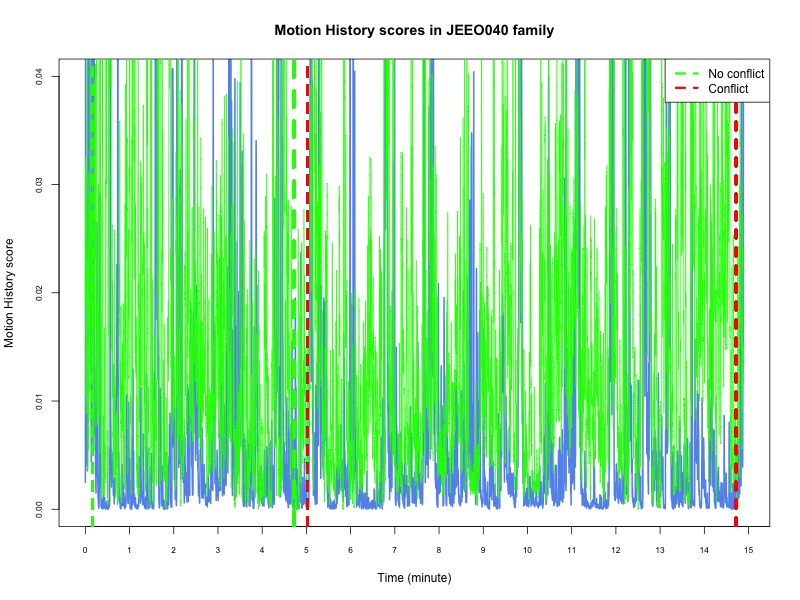 Motion History scores in JEEO040 family
No conflict
Conflict
Motion History score
0.04
0.03
0.02
0.01
0.00
0 1 2 3 4 5 6 7 8 9 10 11 12 13 14 15
Time (minute)